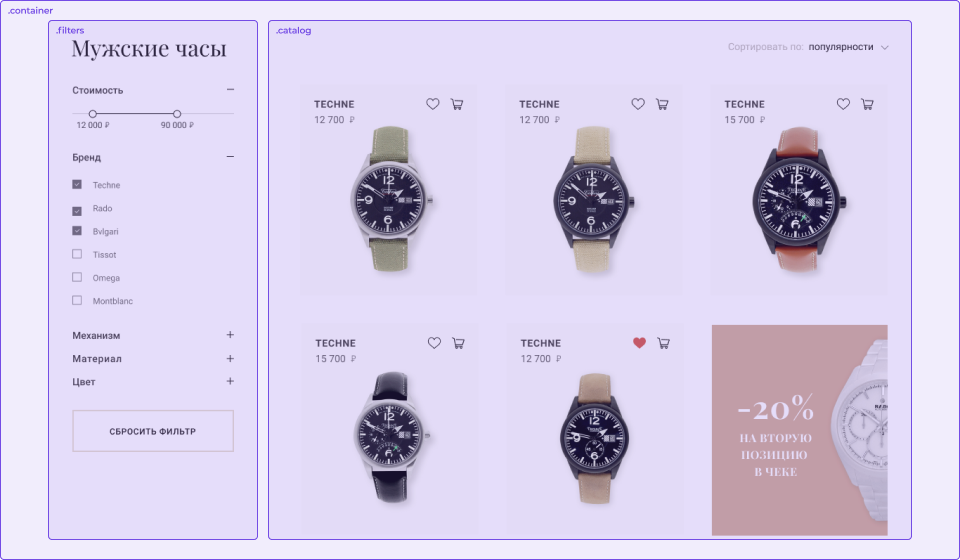 .container
.filters
Мужские часы
Стоимость
12 000 ₽
90 000 ₽
Бренд
Techne
Rado
Bvlgari
Tissot
Omega
Montblanc
Механизм
Материал
Цвет
СБРОСИТЬ ФИЛЬТР
.catalog
Сортировать по: популярности
TECHNE
12 700 ₽
TECHNE
12 700 ₽
TECHNE
15 700 ₽
TECHNE
15 700 ₽
TECHNE
12 700 ₽
-20%
НА ВТОРУЮ
ПОЗИЦИЮ
В ЧЕКЕ